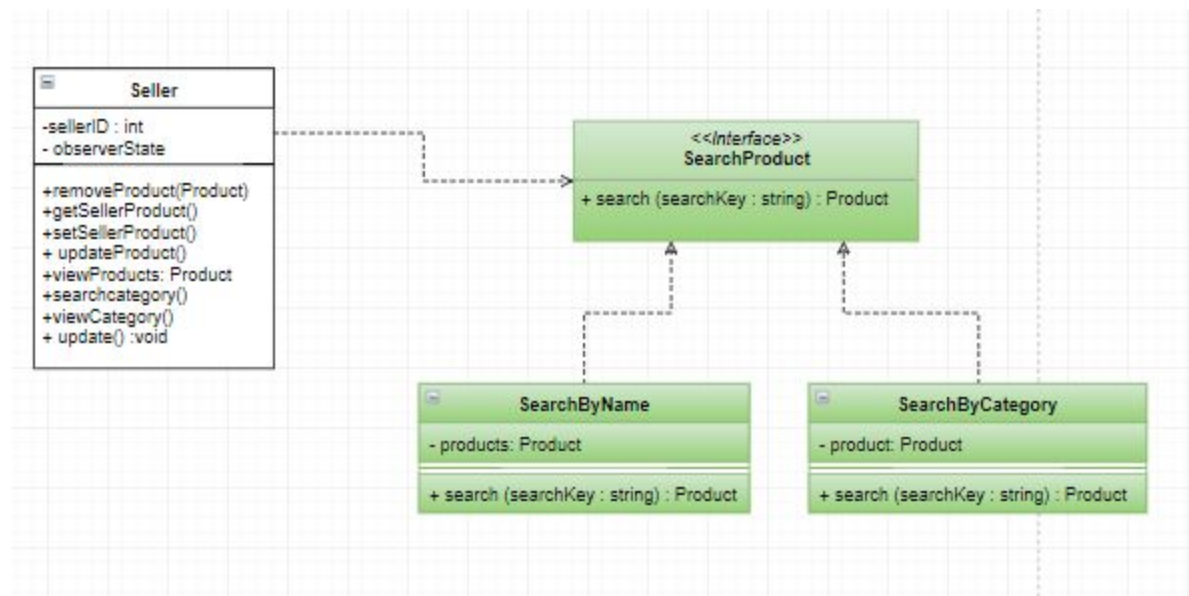 Seller
-sellerID : int
- observerState
+removeProduct(Product)
+getSellerProduct()
+setSellerProduct()
+ updateProduct()
+viewProducts: Product
+searchcategory()
+viewCategory()
+ update() :void
<<Interface>>
SearchProduct
+ search (searchKey : string) : Product
SearchByName
- products: Product
+ search (searchKey : string) : Product
SearchByCategory
- product: Product
+ search (searchKey : string) : Product